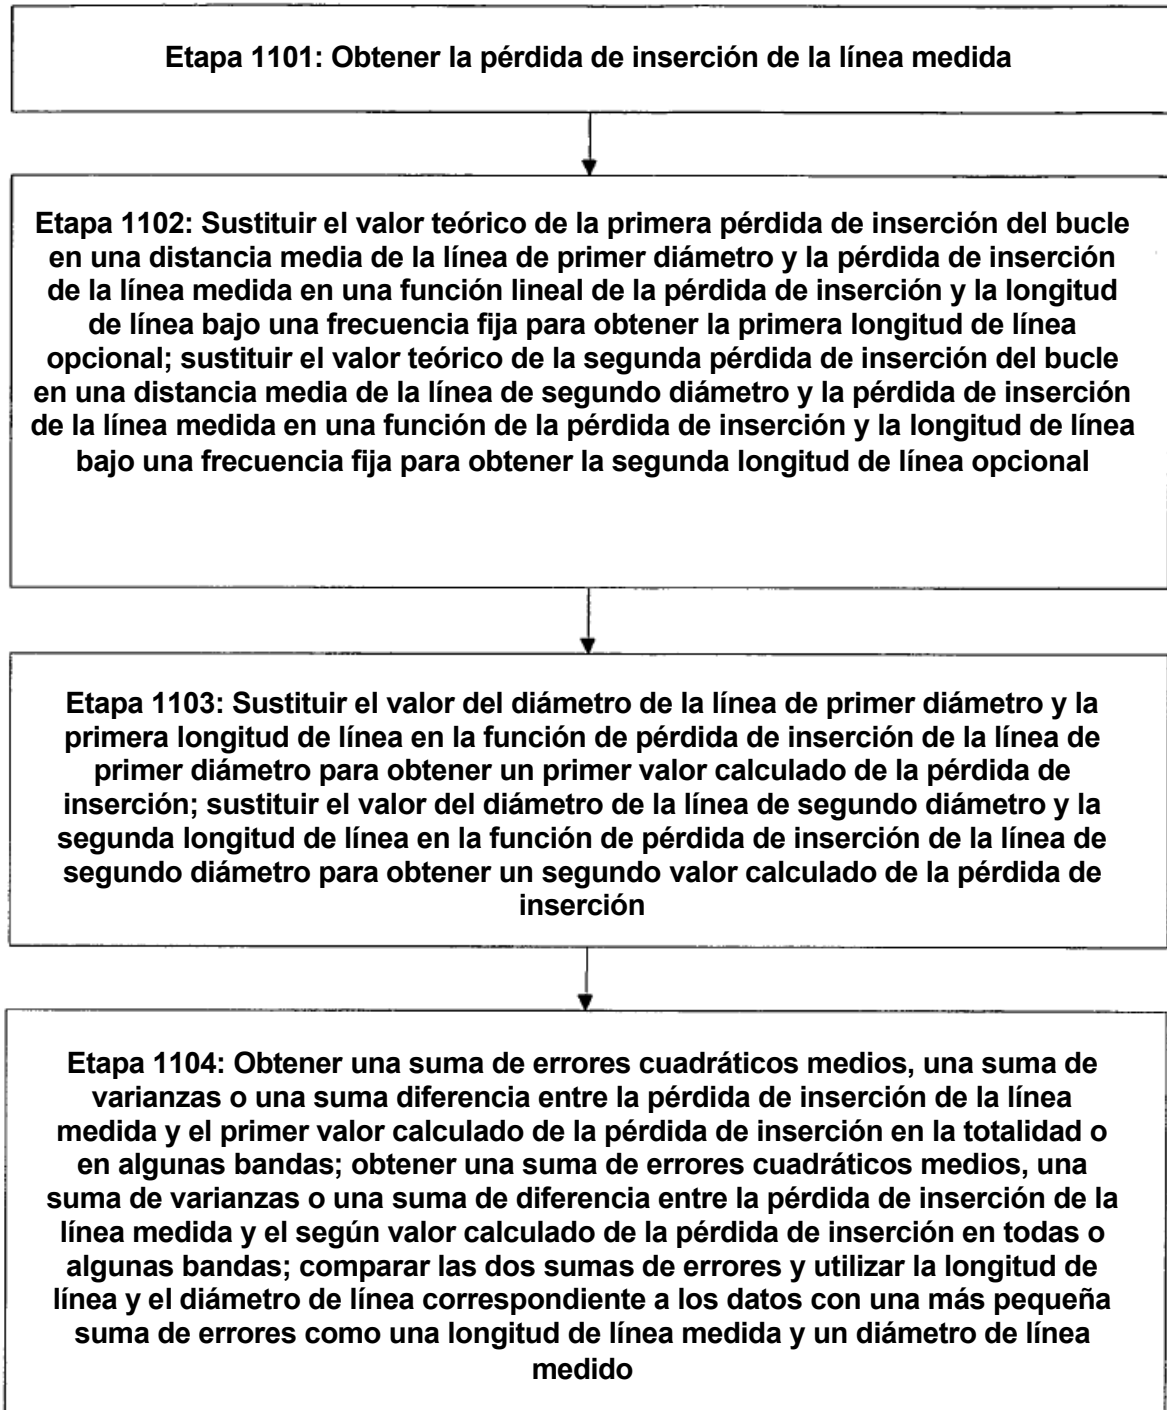 Etapa 1101: Obtener la pérdida de inserción de la línea medida
Etapa 1102: Sustituir el valor teórico de la primera pérdida de inserción del bucle
en una distancia media de la línea de primer diámetro y la pérdida de inserción
de la línea medida en una función lineal de la pérdida de inserción y la longitud
de línea bajo una frecuencia fija para obtener la primera longitud de línea
opcional; sustituir el valor teórico de la segunda pérdida de inserción del bucle
en una distancia media de la línea de segundo diámetro y la pérdida de inserción
de la línea medida en una función de la pérdida de inserción y la longitud de línea
bajo una frecuencia fija para obtener la segunda longitud de línea opcional
Etapa 1103: Sustituir el valor del diámetro de la línea de primer diámetro y la
primera longitud de línea en la función de pérdida de inserción de la línea de
primer diámetro para obtener un primer valor calculado de la pérdida de
inserción; sustituir el valor del diámetro de la línea de segundo diámetro y la
segunda longitud de línea en la función de pérdida de inserción de la línea de
segundo diámetro para obtener un segundo valor calculado de la pérdida de
inserción
Etapa 1104: Obtener una suma de errores cuadráticos medios, una suma de
varianzas o una suma diferencia entre la pérdida de inserción de la línea
medida y el primer valor calculado de la pérdida de inserción en la totalidad o
en algunas bandas; obtener una suma de errores cuadráticos medios, una
suma de varianzas o una suma de diferencia entre la pérdida de inserción de la
línea medida y el según valor calculado de la pérdida de inserción en todas o
algunas bandas; comparar las dos sumas de errores y utilizar la longitud de
línea y el diámetro de línea correspondiente a los datos con una más pequeña
suma de errores como una longitud de línea medida y un diámetro de línea
medido